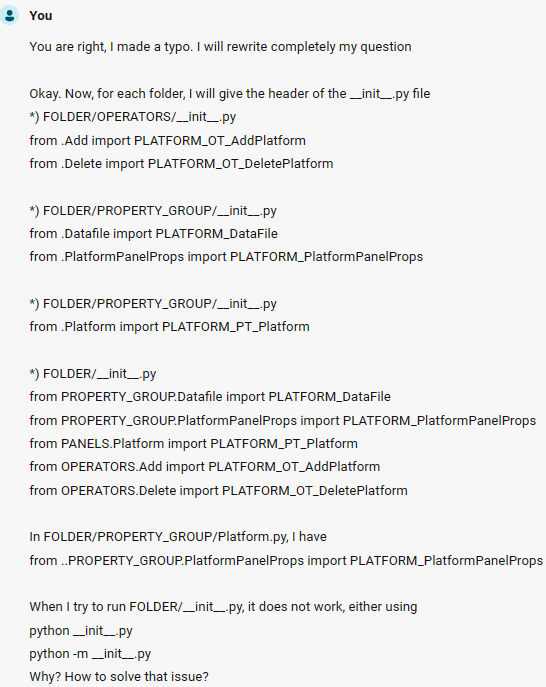 You
You are right, I made a typo. I will rewrite completely my question
Okay. Now, for each folder, I will give the header of the __init__.py file
*) FOLDER/OPERATORS/__init__.py
from .Add import PLATFORM_OT_AddPlatform
from .Delete import PLATFORM_OT_DeletePlatform
*) FOLDER/PROPERTY_GROUP/__init__.py
from .Datafile import PLATFORM_DataFile
from .PlatformPanelProps import PLATFORM_PlatformPanelProps
*) FOLDER/PROPERTY_GROUP/__init__.py
from .Platform import PLATFORM_PT_Platform
*) FOLDER/__init__.py
from PROPERTY_GROUP.Datafile import PLATFORM_DataFile
from PROPERTY_GROUP.PlatformPanelProps import PLATFORM_PlatformPanelProps
from PANELS.Platform import PLATFORM_PT_Platform
from OPERATORS.Add import PLATFORM_OT_AddPlatform
from OPERATORS.Delete import PLATFORM_OT_DeletePlatform
In FOLDER/PROPERTY_GROUP/Platform.py, I have
from ..PROPERTY_GROUP.PlatformPanelProps import PLATFORM_PlatformPanelProps
When I try to run FOLDER/__init__.py, it does not work, either using
python __init__.py
python -m __init__.py
Why? How to solve that issue?